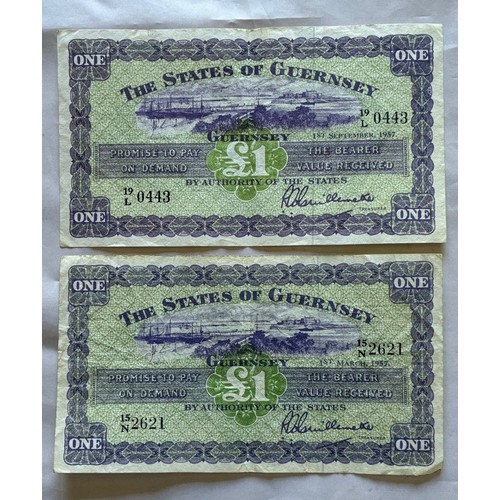 ONE ONE
THE STATES OF GUERNSEY
19/L 0443
GUERNSEY 1ST SEPTEMBER, 1957
PROMISE TO PAY £1 THE BEARER
ON DEMAND VALUE RECEIVED
19/L 0443 BY AUTHORITY OF THE STATES
TREASURER
ONE ONE
ONE ONE
THE STATES OF GUERNSEY
15/N 2621
GUERNSEY 1ST MARCH, 1957.
PROMISE TO PAY £1 THE BEARER
ON DEMAND VALUE RECEIVED
15/N 2621 BY AUTHORITY OF THE STATES
TREASURER
ONE ONE